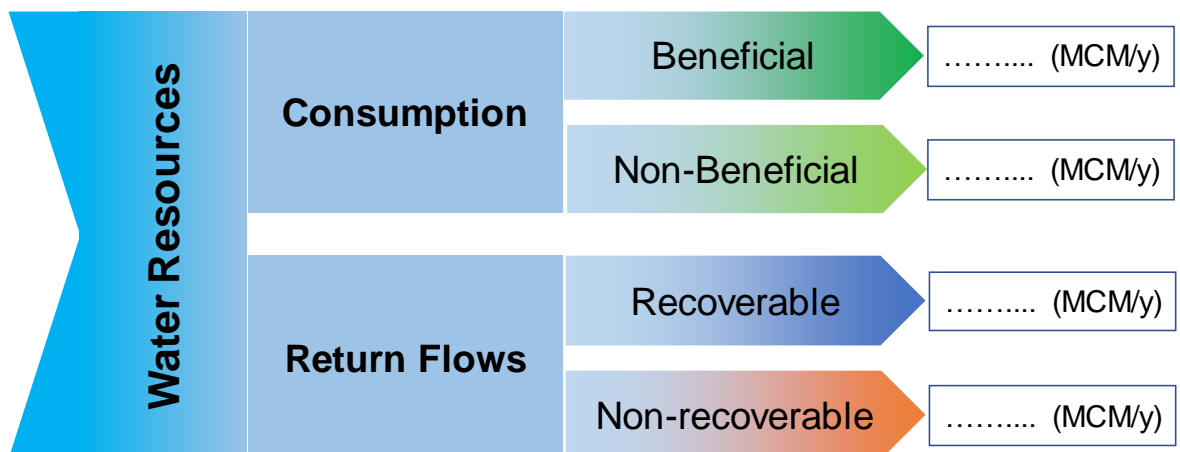 Water Resources
Consumption
Beneficial
…….... (MCM/y)
Non-Beneficial
…….... (MCM/y)
Return Flows
Recoverable
…….... (MCM/y)
Non-recoverable
…….... (MCM/y)